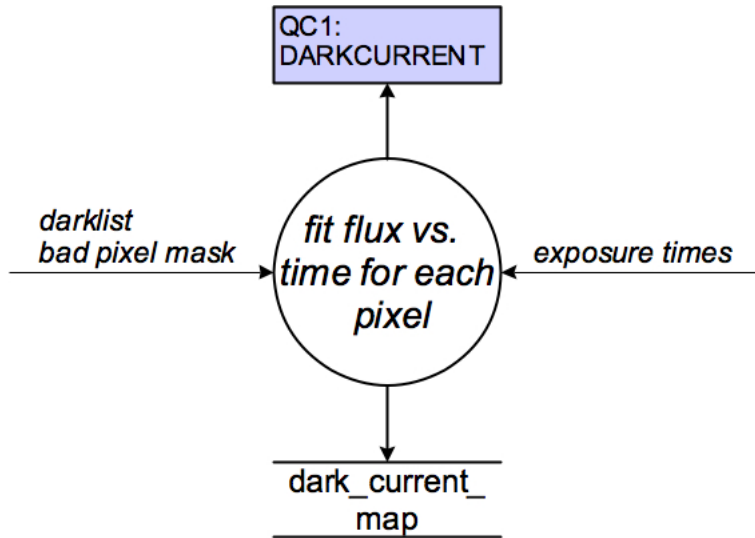 QC1:
DARKCURRENT
darklist
bad pixel mask
fit flux vs.
time for each
pixel
exposure times
dark_current_
map